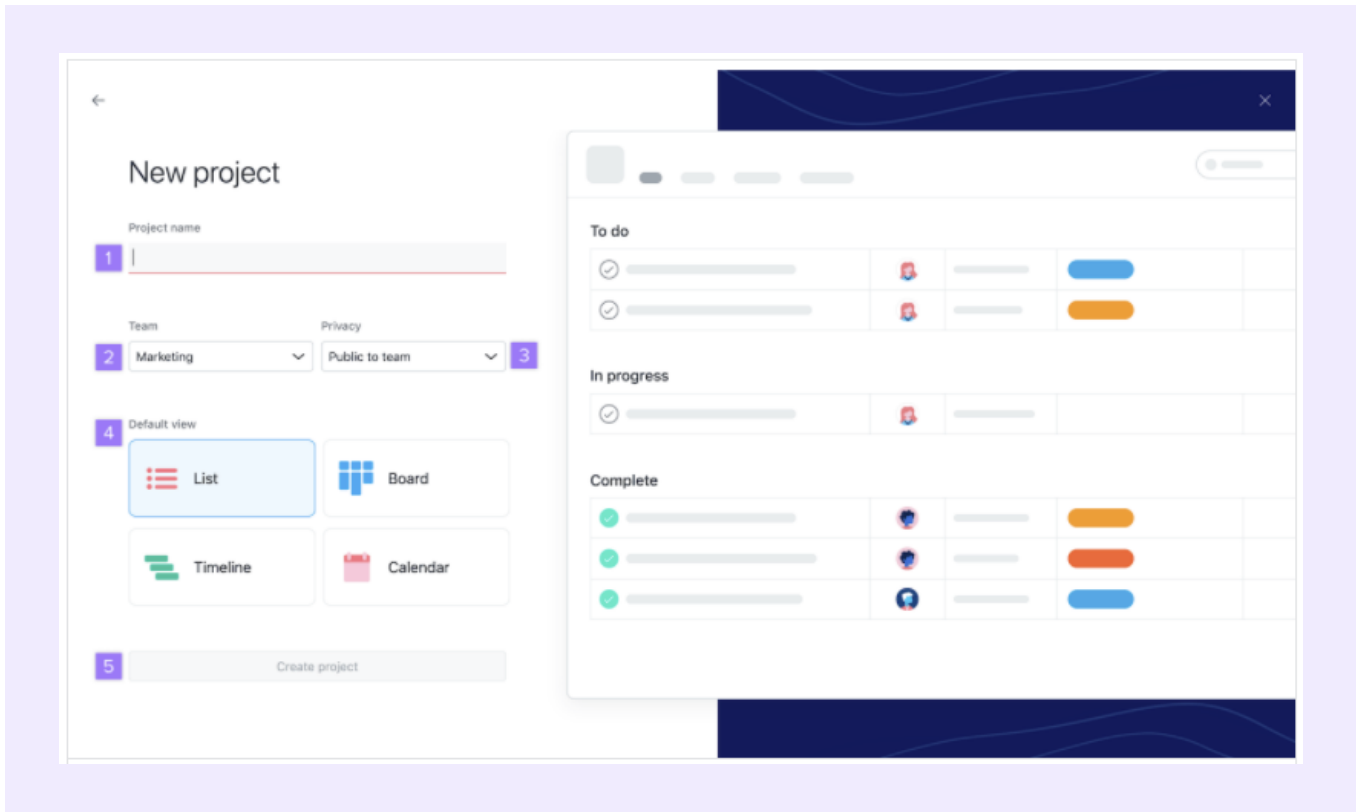 New project
Project name
1
Team Privacy
2 Marketing Public to team 3
4 Default view
List Board
Timeline Calendar
5 Create project
To do
In progress
Complete